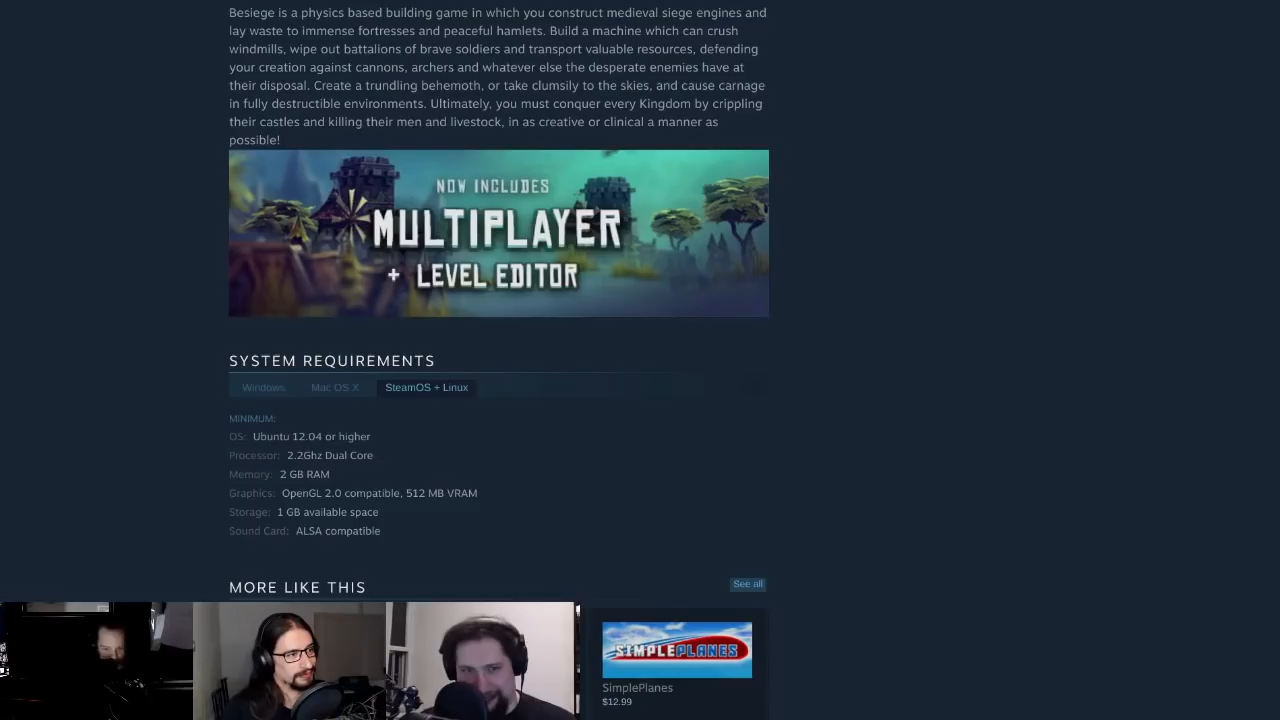 Besiege is a physics based building game in which you construct medieval siege engines and
lay waste to immense fortresses and peaceful hamlets. Build a machine which can crush
windmills, wipe out battalions of brave soldiers and transport valuable resources, defending
your creation against cannons, archers and whatever else the desperate enemies have at
their disposal. Create a trundling behemoth, or take clumsily to the skies, and cause carnage
in fully destructible environments. Ultimately, you must conquer every Kingdom by crippling
their castles and killing their men and livestock, in as creative or clinical a manner as
possible!
NOW INCLUDES
MULTIPLAYER
+ LEVEL EDITOR
SYSTEM REQUIREMENTS
Windows Mac OS X SteamOS + Linux
MINIMUM:
OS: Ubuntu 12.04 or higher
Processor: 2.2Ghz Dual Core
Memory: 2 GB RAM
Graphics: OpenGL 2.0 compatible, 512 MB VRAM
Storage: 1 GB available space
Sound Card: ALSA compatible
MORE LIKE THIS See all
SIMPLEPLANES
SimplePlanes
$12.99